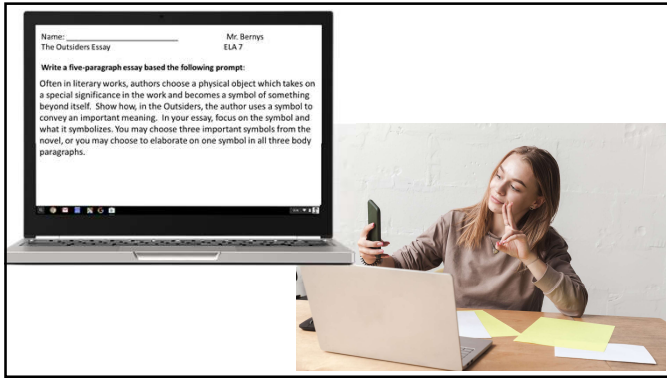 Name: ____________________ Mr. Bernys
The Outsiders Essay ELA 7
Write a five-paragraph essay based the following prompt:
Often in literary works, authors choose a physical object which takes on
a special significance in the work and becomes a symbol of something
beyond itself. Show how, in the Outsiders, the author uses a symbol to
convey an important meaning. In your essay, focus on the symbol and
what it symbolizes. You may choose three important symbols from the
novel, or you may choose to elaborate on one symbol in all three body
paragraphs.